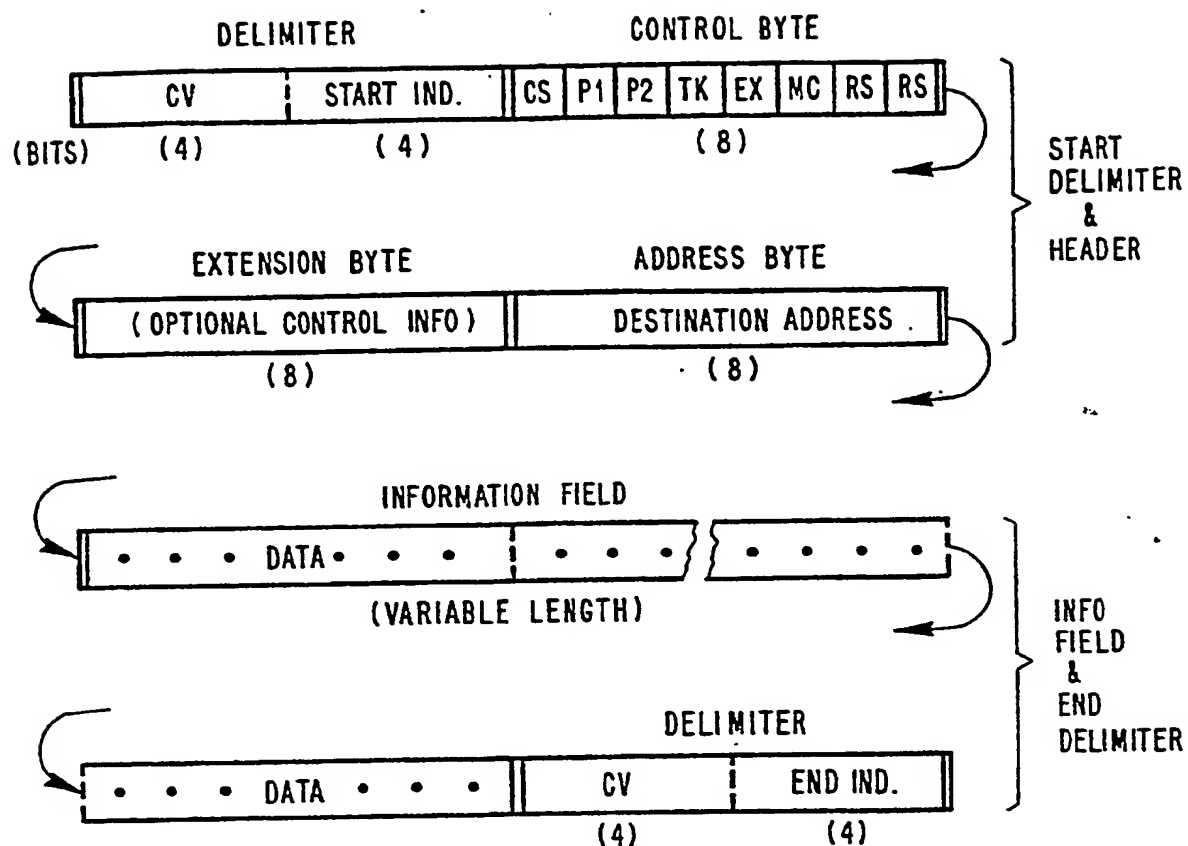 DELIMITER CONTROL BYTE
CV START IND. CS P1 P2 TK EX MC RS RS
(BITS) (4) (4) (8)
START
DELIMITER
&
HEADER
EXTENSION BYTE ADDRESS BYTE
(OPTIONAL CONTROL INFO) DESTINATION ADDRESS
(8) (8)
INFORMATION FIELD
DATA
(VARIABLE LENGTH)
INFO
FIELD
&
END
DELIMITER
DELIMITER
DATA CV END IND.
(4) (4)